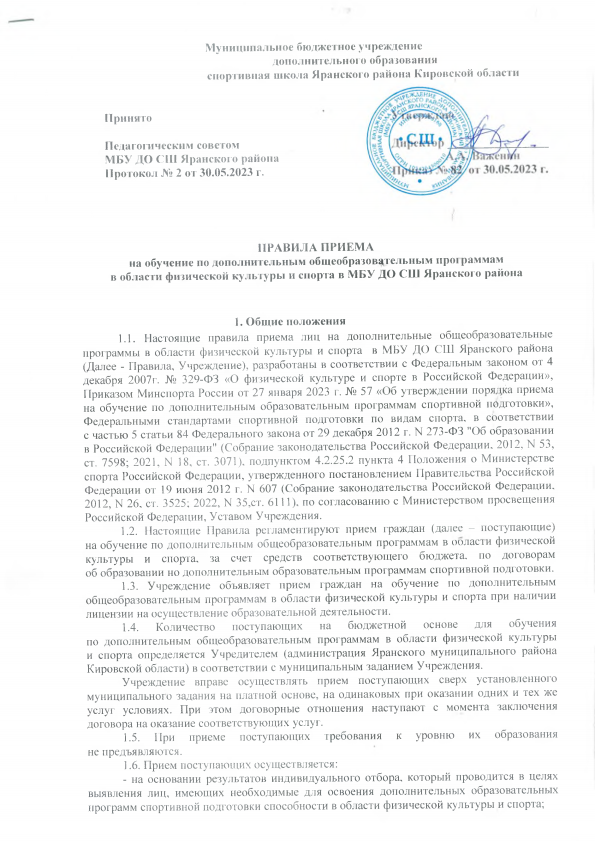 Муниципальное бюджетное учреждение
дополнительного образования
спортивная школа Яранского района Кировской области
Принято
Утверждаю
Педагогическим советом
Директор
МБУ ДО СШ Яранского района
А.А. Важенин
Протокол № 2 от 30.05.2023 г.
Приказ № 82 от 30.05.2023 г.
СШ
ПРАВИЛА ПРИЕМА
на обучение по дополнительным общеобразовательным программам
в области физической культуры и спорта в МБУ ДО СШ Яранского района
1. Общие положения
1.1. Настоящие правила приема лиц на дополнительные общеобразовательные
программы в области физической культуры и спорта в МБУ ДО СШ Яранского района
(Далее - Правила, Учреждение), разработаны в соответствии с Федеральным законом от 4
декабря 2007г. № 329-ФЗ «О физической культуре и спорте в Российской Федерации»,
Приказом Минспорта России от 27 января 2023 г. № 57 «Об утверждении порядка приема
на обучение по дополнительным образовательным программам спортивной подготовки»,
Федеральными стандартами спортивной подготовки по видам спорта, в соответствии
с частью 5 статьи 84 Федерального закона от 29 декабря 2012 г. N 273-ФЗ "Об образовании
в Российской Федерации" (Собрание законодательства Российской Федерации, 2012, N 53,
ст. 7598; 2021, N 18, ст. 3071), подпунктом 4.2.25.2 пункта 4 Положения о Министерстве
спорта Российской Федерации, утвержденного постановлением Правительства Российской
Федерации от 19 июня 2012 г. N 607 (Собрание законодательства Российской Федерации,
2012, N 26, ст. 3525; 2022, N 35,ст. 6111), по согласованию с Министерством просвещения
Российской Федерации, Уставом Учреждения.
1.2. Настоящие Правила регламентируют прием граждан (далее – поступающие)
на обучение по дополнительным общеобразовательным программам в области физической
культуры и спорта, за счет средств соответствующего бюджета, по договорам
об образовании по дополнительным образовательным программам спортивной подготовки.
1.3. Учреждение объявляет прием граждан на обучение по дополнительным
общеобразовательным программам в области физической культуры и спорта при наличии
лицензии на осуществление образовательной деятельности.
1.4. Количество поступающих на бюджетной основе для обучения
по дополнительным общеобразовательным программам в области физической культуры
и спорта определяется Учредителем (администрация Яранского муниципального района
Кировской области) в соответствии с муниципальным заданием Учреждения.
Учреждение вправе осуществлять прием поступающих сверх установленного
муниципального задания на платной основе, на одинаковых при оказании одних и тех же
услуг условиях. При этом договорные отношения наступают с момента заключения
договора на оказание соответствующих услуг.
1.5. При приеме поступающих требования к уровню их образования
не предъявляются.
1.6. Прием поступающих осуществляется:
- на основании результатов индивидуального отбора, который проводится в целях
выявления лиц, имеющих необходимые для освоения дополнительных образовательных
программ спортивной подготовки способности в области физической культуры и спорта;